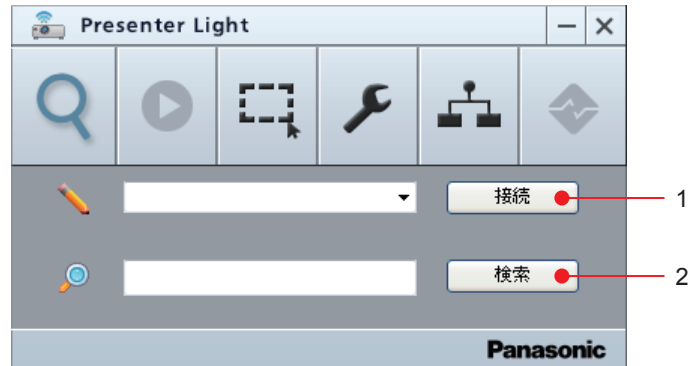 Presenter Light
接続
1
検索
2
Panasonic